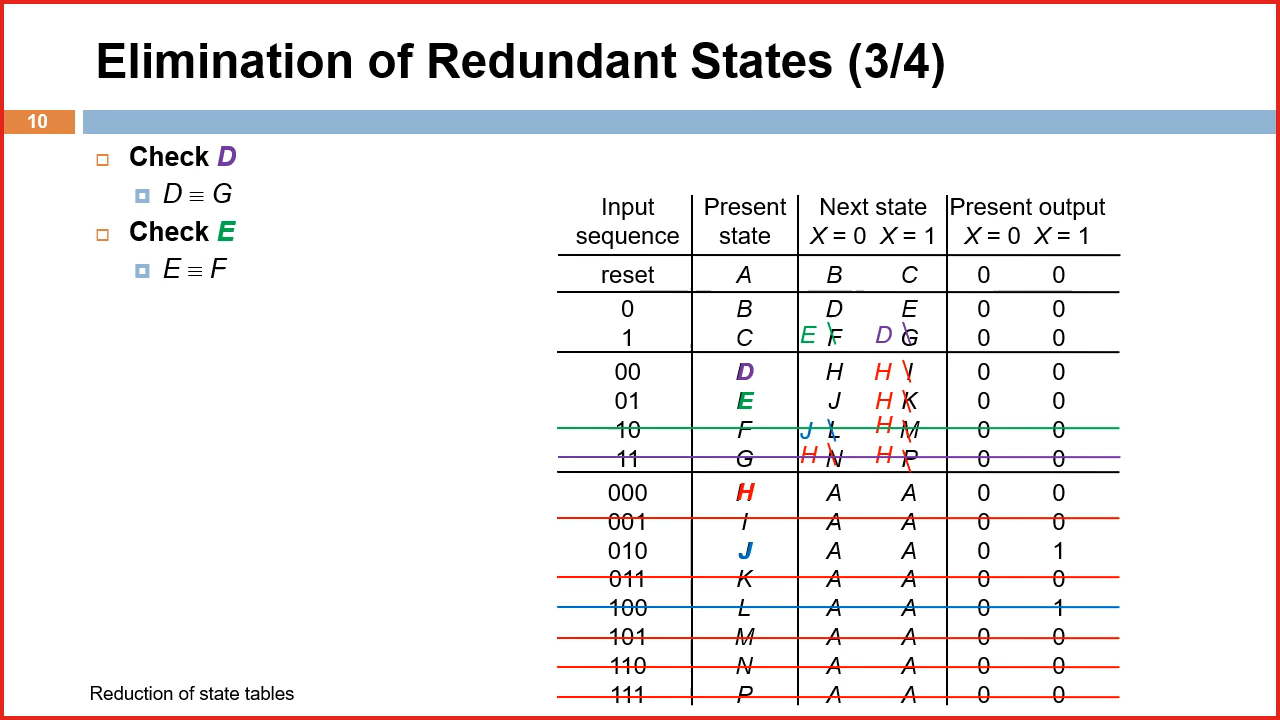 Elimination of Redundant States (3/4)
10
Check D
D ≡ G
Check E
E ≡ F
Input Present Next state Present output
sequence state X = 0 X = 1 X = 0 X = 1
reset A B C 0 0
0 B D E 0 0
1 C E F D G 0 0
00 D H H I 0 0
01 E J H K 0 0
10 F J L H M 0 0
11 G H N H P 0 0
000 H A A 0 0
001 I A A 0 0
010 J A A 0 1
011 K A A 0 0
100 L A A 0 1
101 M A A 0 0
110 N A A 0 0
111 P A A 0 0
Reduction of state tables